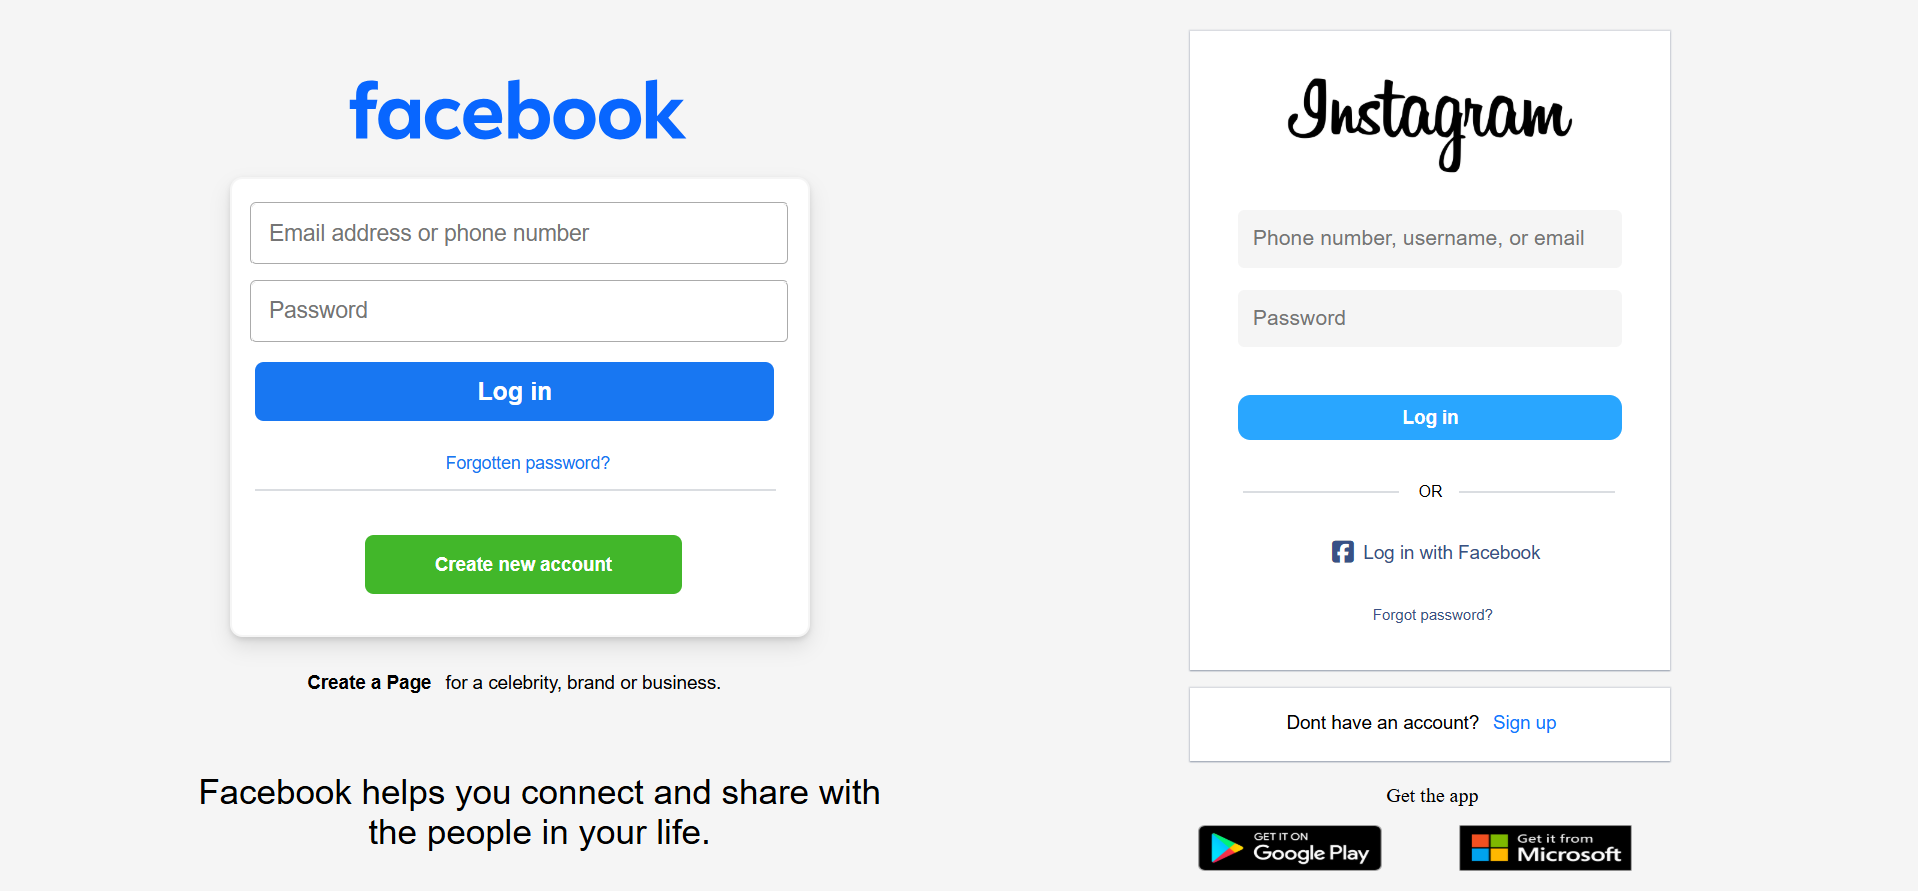 facebook
Email address or phone number
Password
Log in
Forgotten password?
Create new account
Create a Page for a celebrity, brand or business.
Facebook helps you connect and share with
the people in your life.
Instagram
Phone number, username, or email
Password
Log in
OR
Log in with Facebook
Forgot password?
Dont have an account? Sign up
Get the app
GET IT ON
Google Play
Get it from
Microsoft